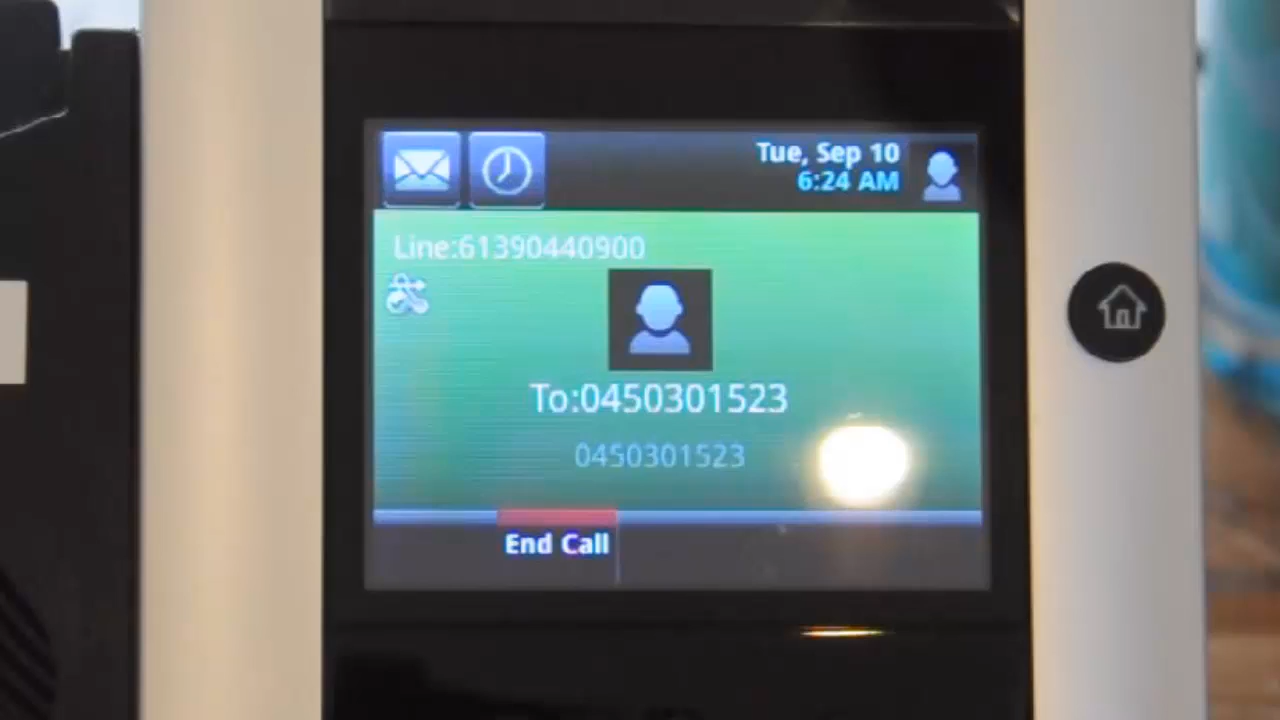 Tue, Sep 10
6:24 AM
Line:61390440900
To:0450301523
0450301523
End Call